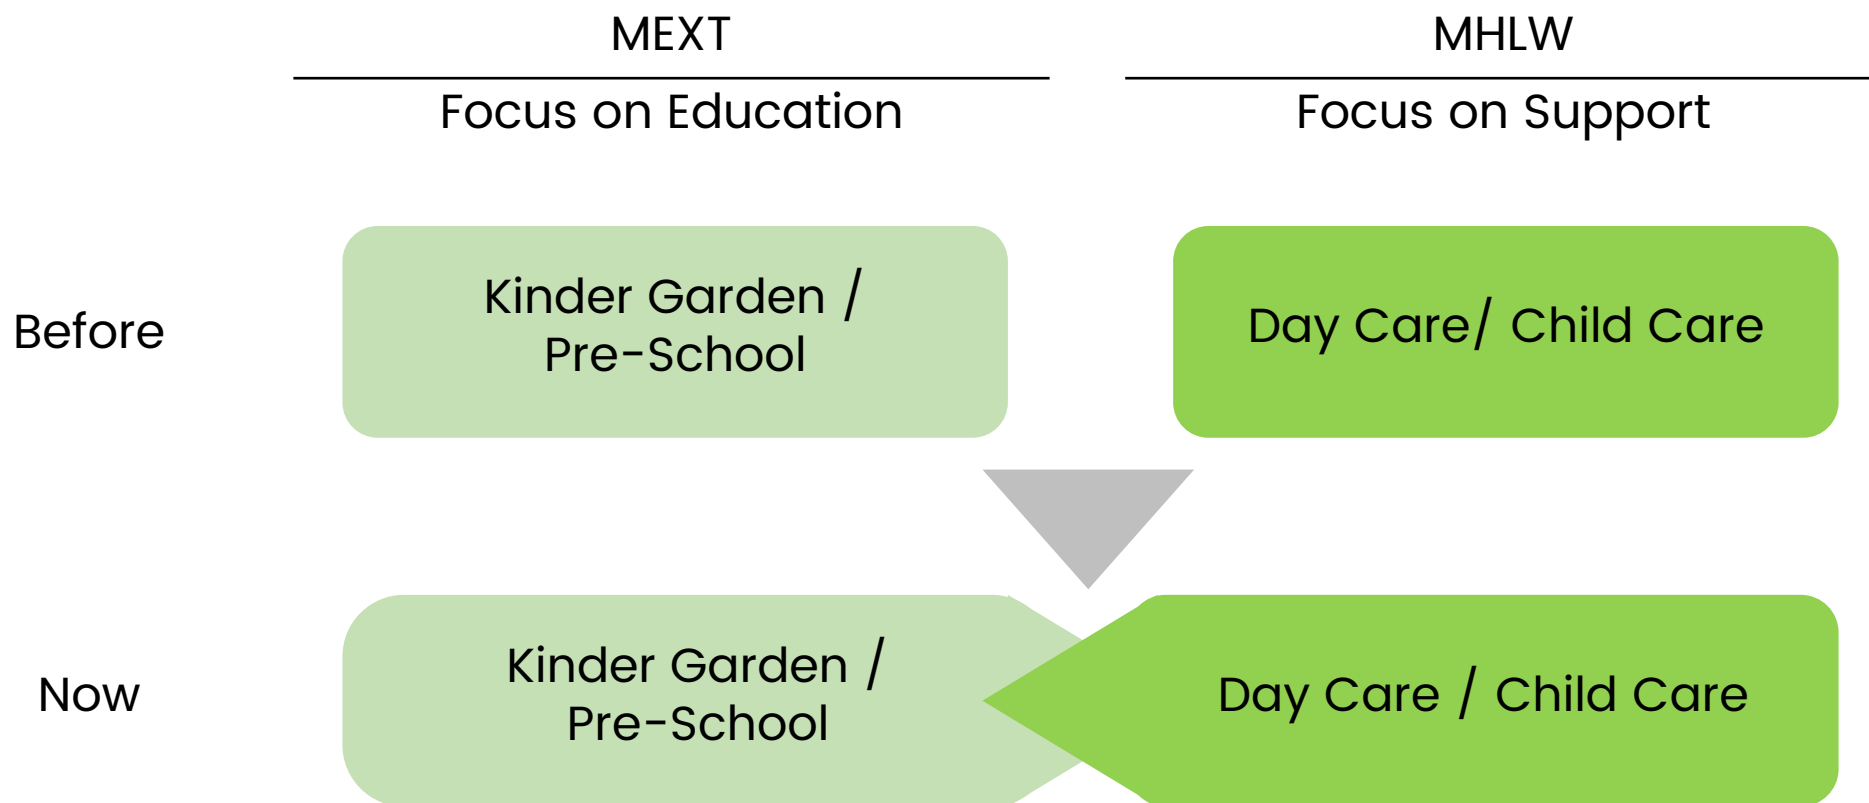 MEXT
MHLW
Focus on Education
Focus on Support
Before
Kinder Garden /
Pre-School
Day Care/ Child Care
Now
Kinder Garden /
Pre-School
Day Care / Child Care